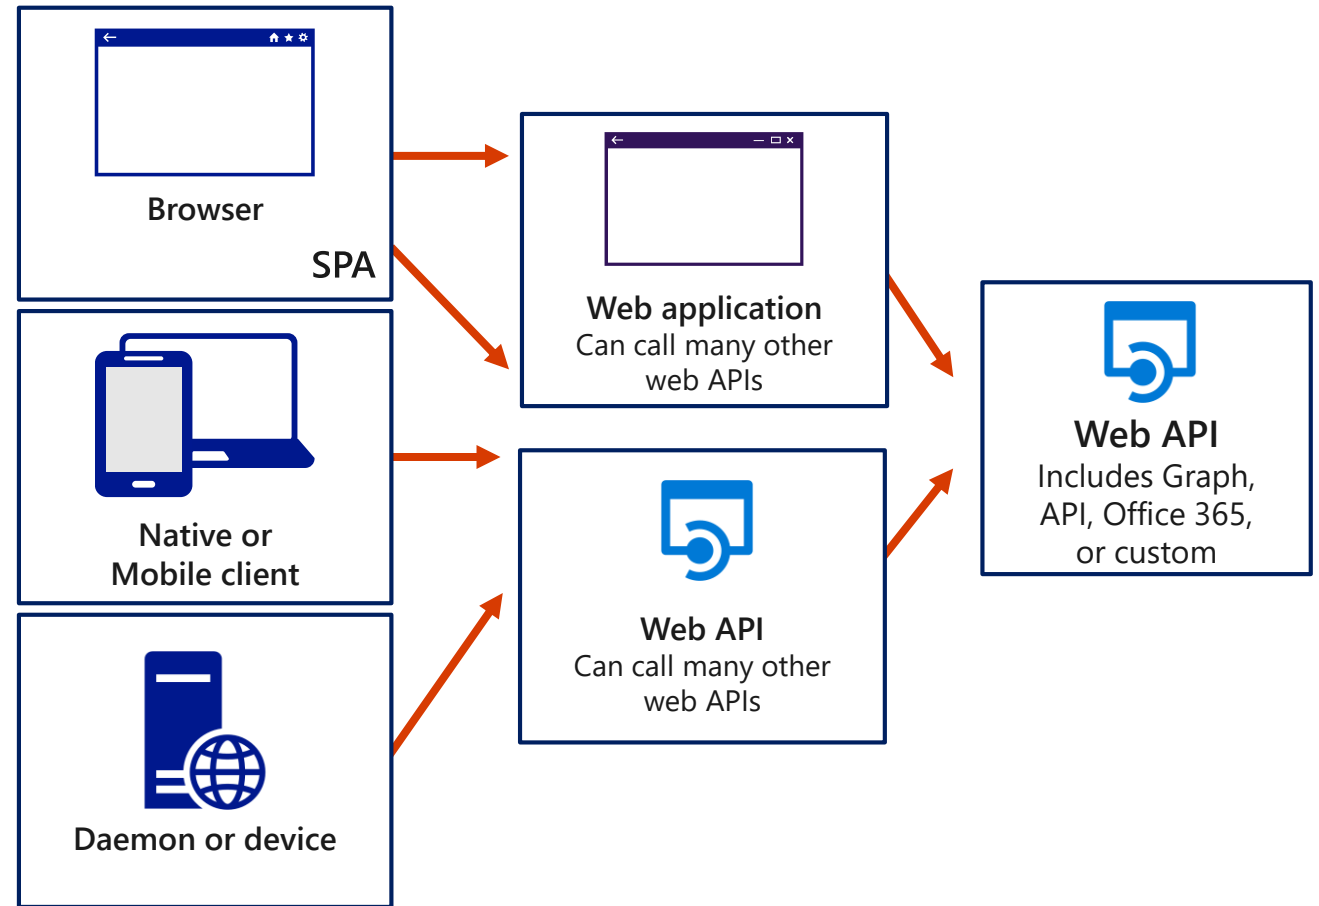 Browser
SPA
Native or
Mobile client
Daemon or device
Web application
Can call many other
web APIs
Web API
Can call many other
web APIs
Web API
Includes Graph,
API, Office 365,
or custom